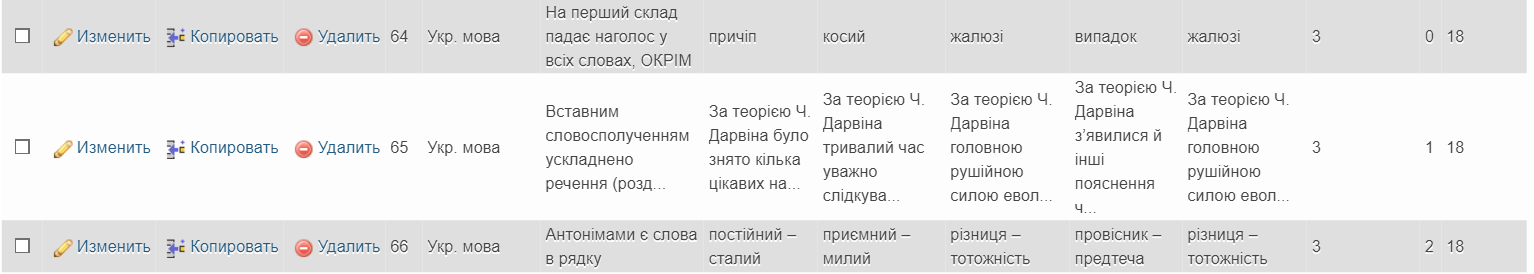 Изменить Копировать Удалить 64 Укр. мова На перший склад падає наголос у всіх словах, ОКРІМ причіп косий жалюзі випадок жалюзі 3 0 18
Изменить Копировать Удалить 65 Укр. мова Вставним словосполученням ускладнено речення (розд... За теорією Ч. Дарвіна було знято кілька цікавих на... За теорією Ч. Дарвіна тривалий час уважно слідкува... За теорією Ч. Дарвіна головною рушійною силою евол... За теорією Ч. Дарвіна з’явилися й інші пояснення ч... За теорією Ч. Дарвіна головною рушійною силою евол... 3 1 18
Изменить Копировать Удалить 66 Укр. мова Антонімами є слова в рядку постійний – сталий приємний – милий різниця – тотожність провісник – предтеча різниця – тотожність 3 2 18